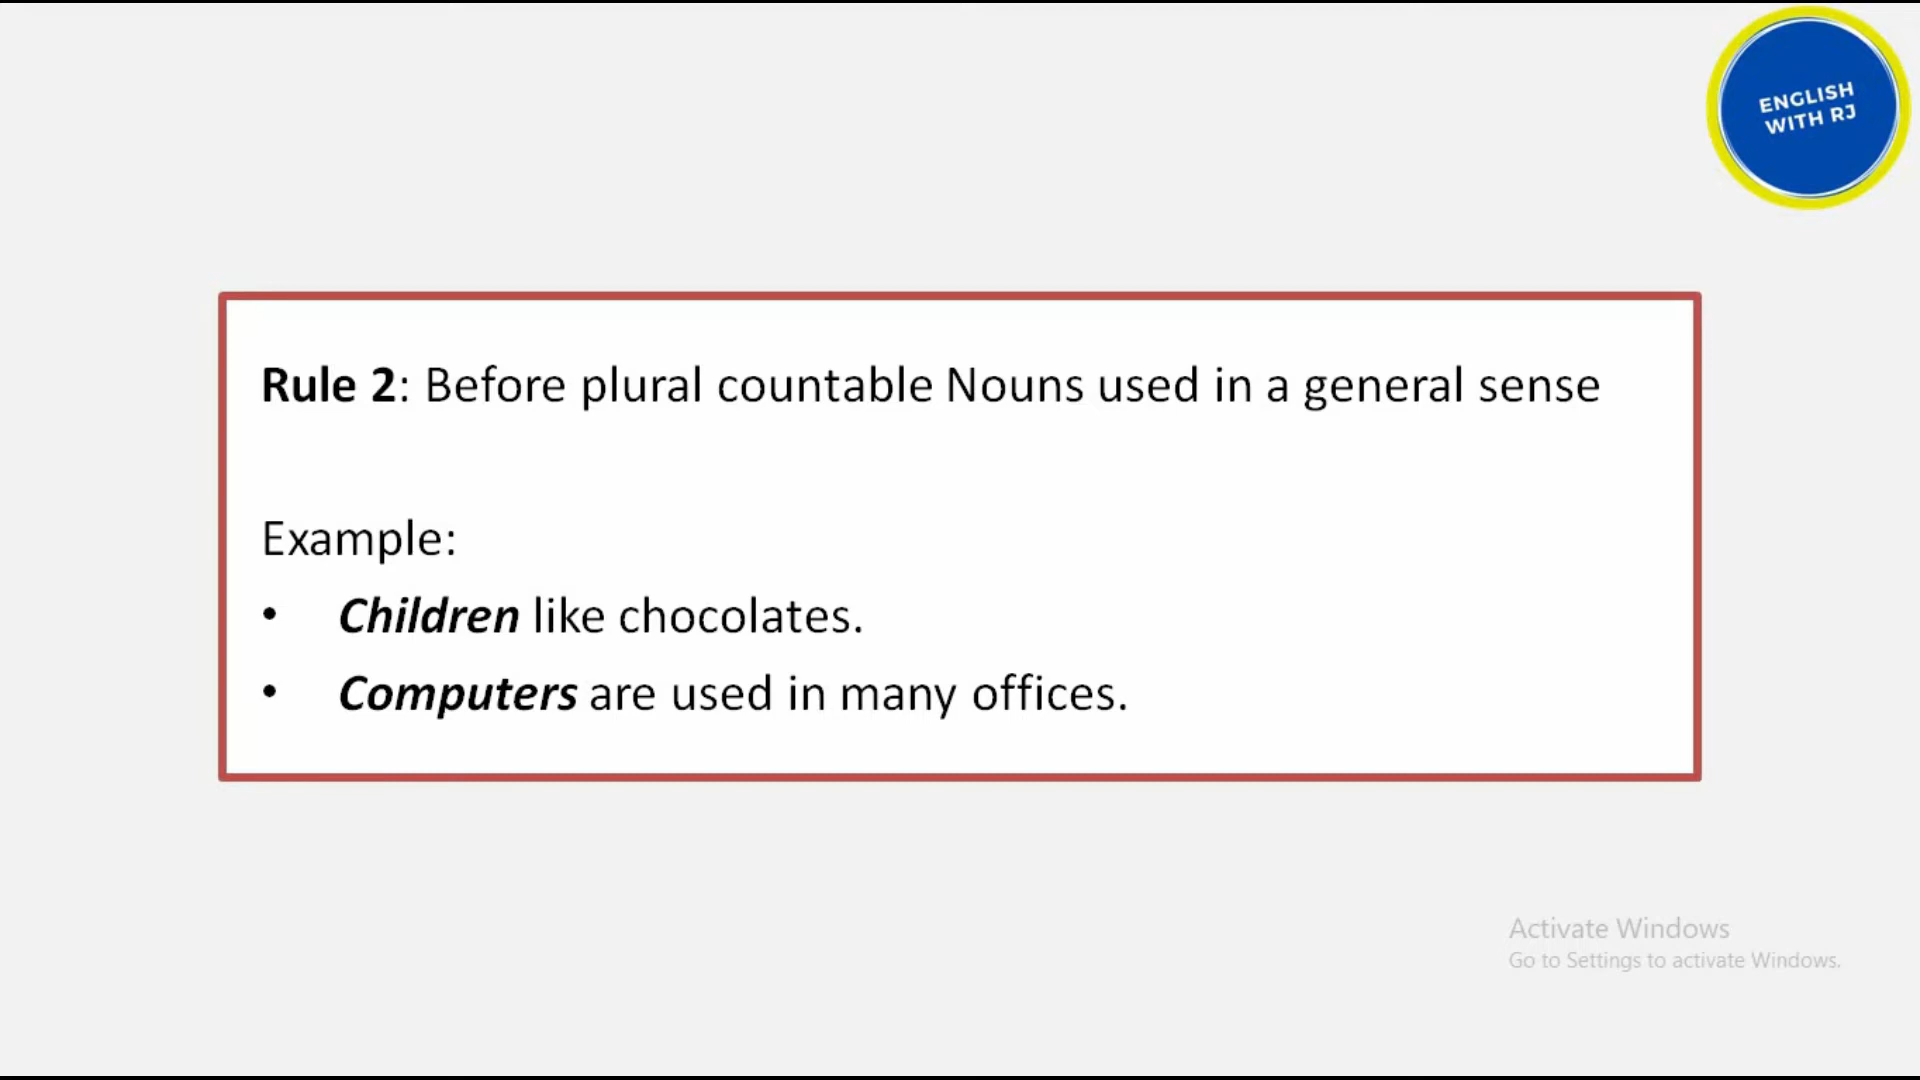 ENGLISH
WITH RJ
Rule 2: Before plural countable Nouns used in a general sense
Example:
• Children like chocolates.
• Computers are used in many offices.
Activate Windows
Go to Settings to activate Windows.